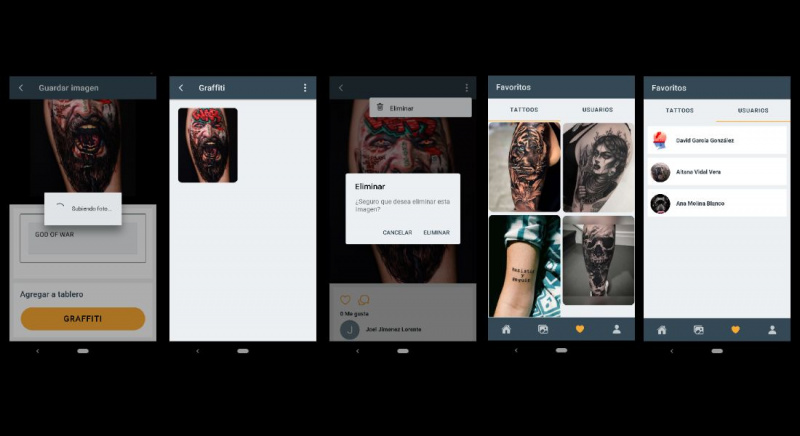 Guardar imagen
Subiendo foto...
GOD OF WAR
Agregar a tablero
GRAFFITI
Graffiti
Eliminar
Eliminar
¿Seguro que desea eliminar esta
imagen?
CANCELAR
ELIMINAR
0 Me gusta
J
Joel Jimenez Lorente
Favoritos
TATTOOS
USUARIOS
Favoritos
TATTOOS
USUARIOS
David García González
Aitana Vidal Vera
Ana Molina Blanco